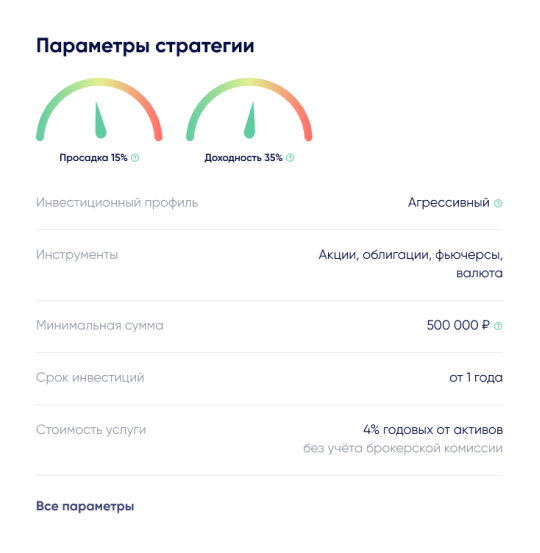 Параметры стратегии
Просадка 15%
Доходность 35%
Инвестиционный профиль
Агрессивный
Инструменты
Акции, облигации, фьючерсы,
валюта
Минимальная сумма
500 000 ₽
Срок инвестиций
от 1 года
Стоимость услуги
4% годовых от активов
без учёта брокерской комиссии
Все параметры